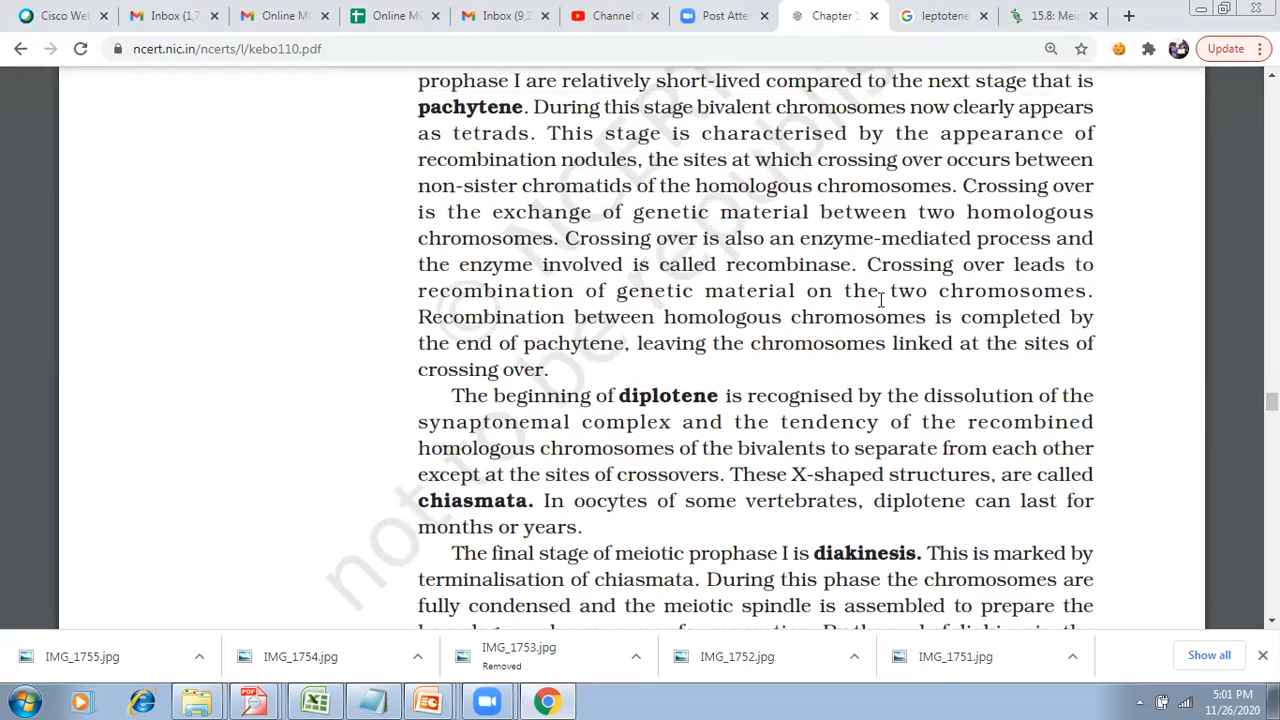 Cisco We
Inbox (1,7
Online M
Online M
Inbox (9,2
Channel d
Post Atte
Chapter 1
leptotene
15.8: Mei
ncert.nic.in/ncerts/l/kebo110.pdf
Update
prophase I are relatively short-lived compared to the next stage that is
pachytene. During this stage bivalent chromosomes now clearly appears
as tetrads. This stage is characterised by the appearance of
recombination nodules, the sites at which crossing over occurs between
non-sister chromatids of the homologous chromosomes. Crossing over
is the exchange of genetic material between two homologous
chromosomes. Crossing over is also an enzyme-mediated process and
the enzyme involved is called recombinase. Crossing over leads to
recombination of genetic material on the two chromosomes.
Recombination between homologous chromosomes is completed by
the end of pachytene, leaving the chromosomes linked at the sites of
crossing over.
The beginning of diplotene is recognised by the dissolution of the
synaptonemal complex and the tendency of the recombined
homologous chromosomes of the bivalents to separate from each other
except at the sites of crossovers. These X-shaped structures, are called
chiasmata. In oocytes of some vertebrates, diplotene can last for
months or years.
The final stage of meiotic prophase I is diakinesis. This is marked by
terminalisation of chiasmata. During this phase the chromosomes are
fully condensed and the meiotic spindle is assembled to prepare the
© NCERT
not to be republish
IMG_1755.jpg
IMG_1754.jpg
IMG_1753.jpg
Removed
IMG_1752.jpg
IMG_1751.jpg
Show all
5:01 PM
11/26/2020